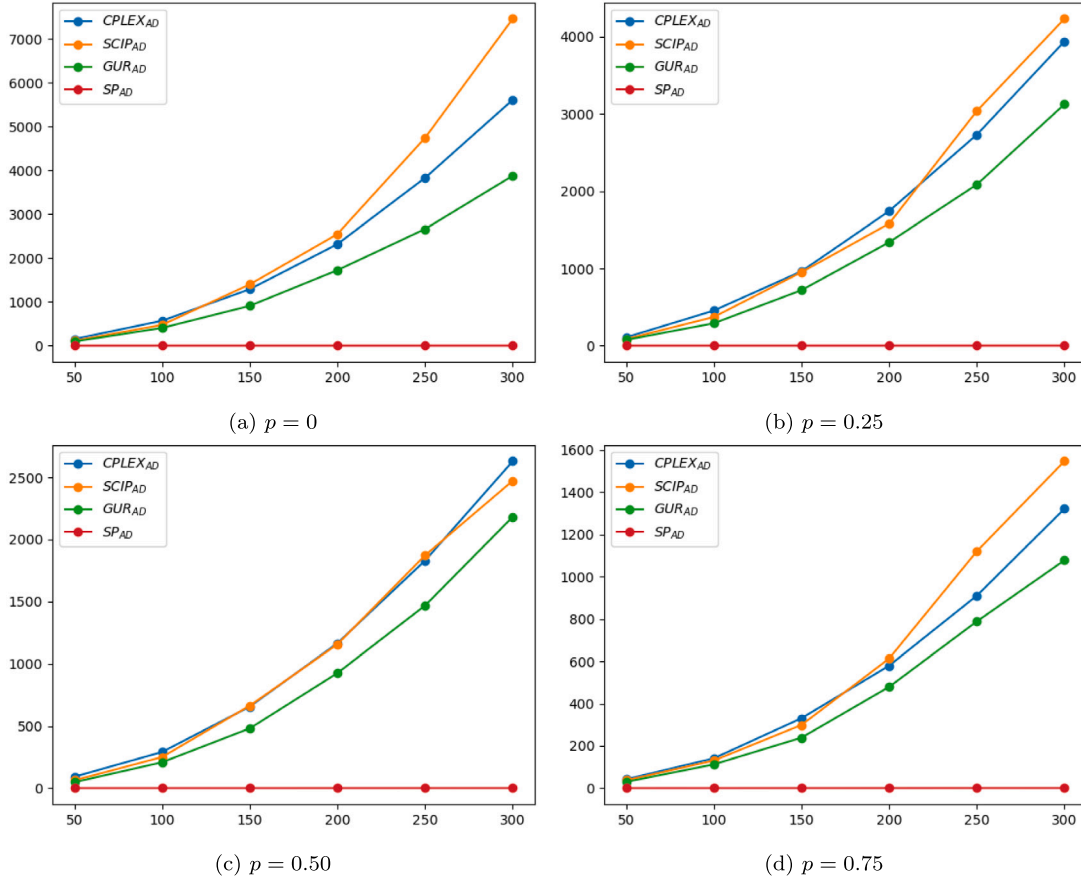 CPLEX_AD
SCIP_AD
GUR_AD
SP_AD
7000
6000
5000
4000
3000
2000
1000
0
50 100 150 200 250 300
(a) p = 0
CPLEX_AD
SCIP_AD
GUR_AD
SP_AD
4000
3000
2000
1000
0
50 100 150 200 250 300
(b) p = 0.25
CPLEX_AD
SCIP_AD
GUR_AD
SP_AD
2500
2000
1500
1000
500
0
50 100 150 200 250 300
(c) p = 0.50
CPLEX_AD
SCIP_AD
GUR_AD
SP_AD
1600
1400
1200
1000
800
600
400
200
0
50 100 150 200 250 300
(d) p = 0.75